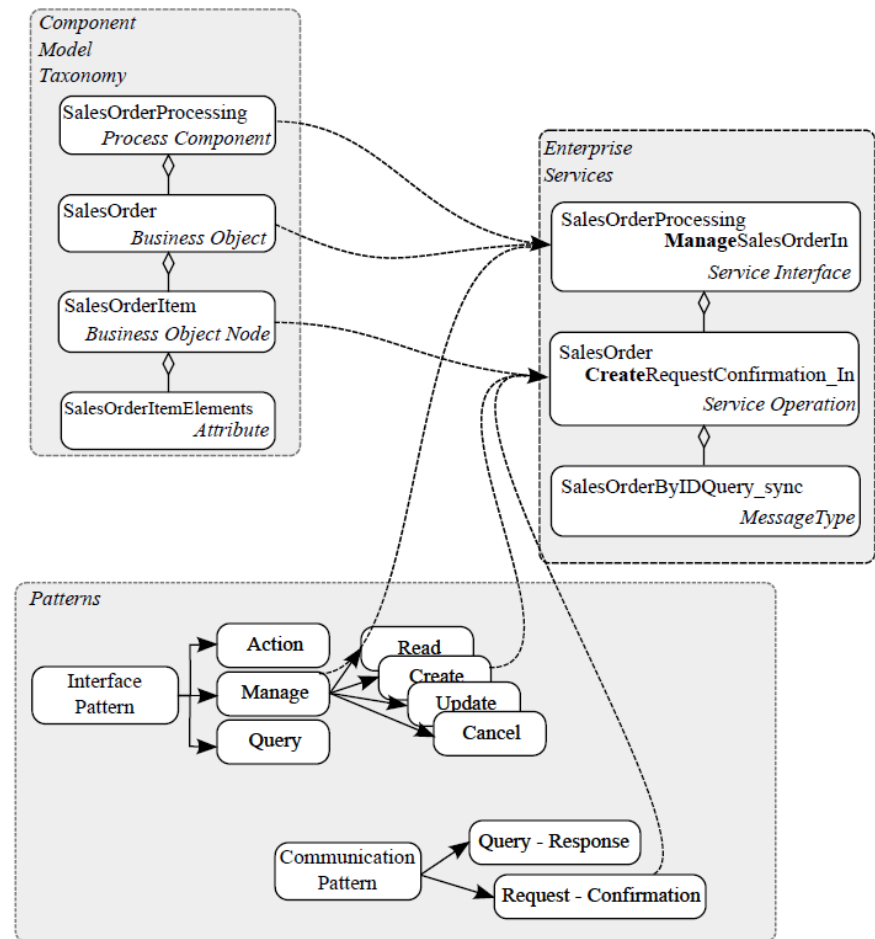 Component
Model
Taxonomy
SalesOrderProcessing
Process Component
SalesOrder
Business Object
SalesOrderItem
Business Object Node
SalesOrderItemElements
Attribute
Enterprise
Services
SalesOrderProcessing
ManageSalesOrderIn
Service Interface
SalesOrder
CreateRequestConfirmation_In
Service Operation
SalesOrderByIDQuery_sync
MessageType
Patterns
Interface
Pattern
Action
Manage
Query
Read
Create
Update
Cancel
Communication
Pattern
Query - Response
Request - Confirmation